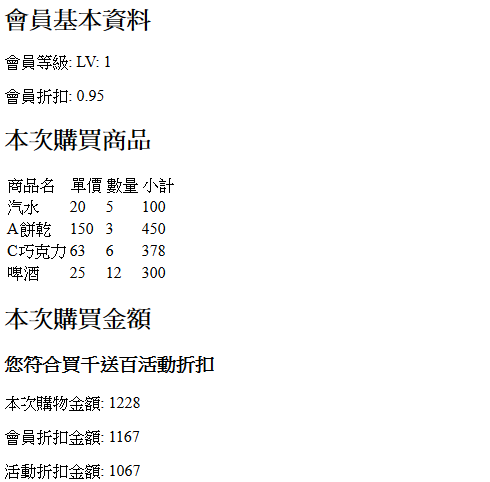 會員基本資料
會員等級: LV: 1
會員折扣: 0.95
本次購買商品
商品名 單價 數量 小計
汽水 20 5 100
A餅乾 150 3 450
C巧克力 63 6 378
啤酒 25 12 300
本次購買金額
您符合買千送百活動折扣
本次購物金額: 1228
會員折扣金額: 1167
活動折扣金額: 1067